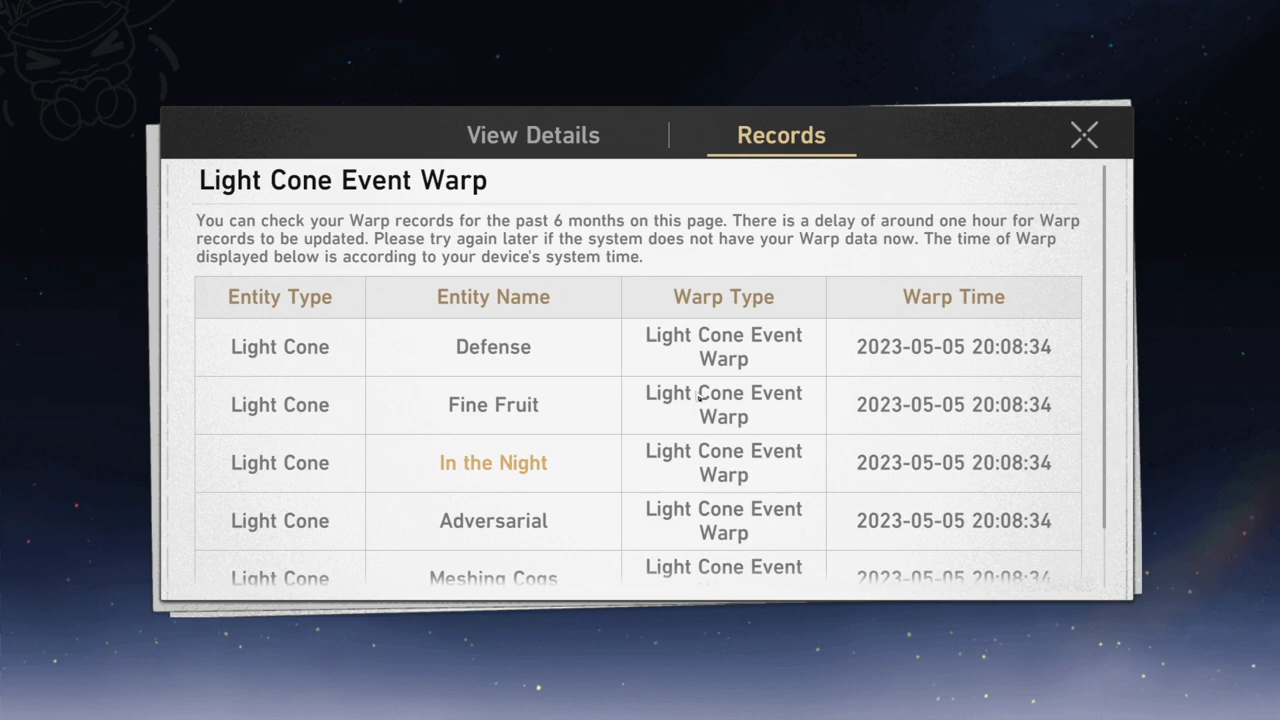 View Details
Records
Light Cone Event Warp
You can check your Warp records for the past 6 months on this page. There is a delay of around one hour for Warp
records to be updated. Please try again later if the system does not have your Warp data now. The time of Warp
displayed below is according to your device's system time.
Entity Type Entity Name Warp Type Warp Time
Light Cone Defense Light Cone Event 2023-05-05 20:08:34
Warp
Light Cone Fine Fruit Light Cone Event 2023-05-05 20:08:34
Warp
Light Cone In the Night Light Cone Event 2023-05-05 20:08:34
Warp
Light Cone Adversarial Light Cone Event 2023-05-05 20:08:34
Warp
Light Cone Meshing Cogs Light Cone Event 2023-05-05 20:08:34